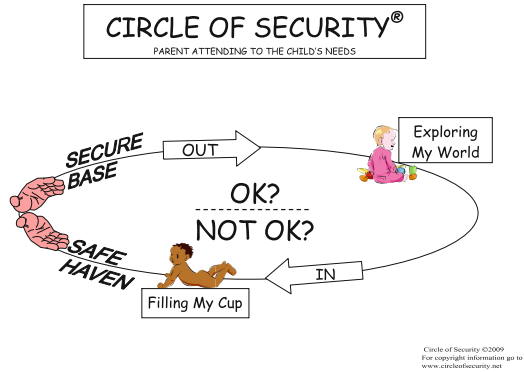 CIRCLE OF SECURITY®
PARENT ATTENDING TO THE CHILD'S NEEDS
SECURE
BASE
OUT
Exploring
My World
OK?
NOT OK?
SAFE
HAVEN
IN
Filling My Cup
Circle of Security ©2009
For copyright information go to
www.circleofsecurity.net